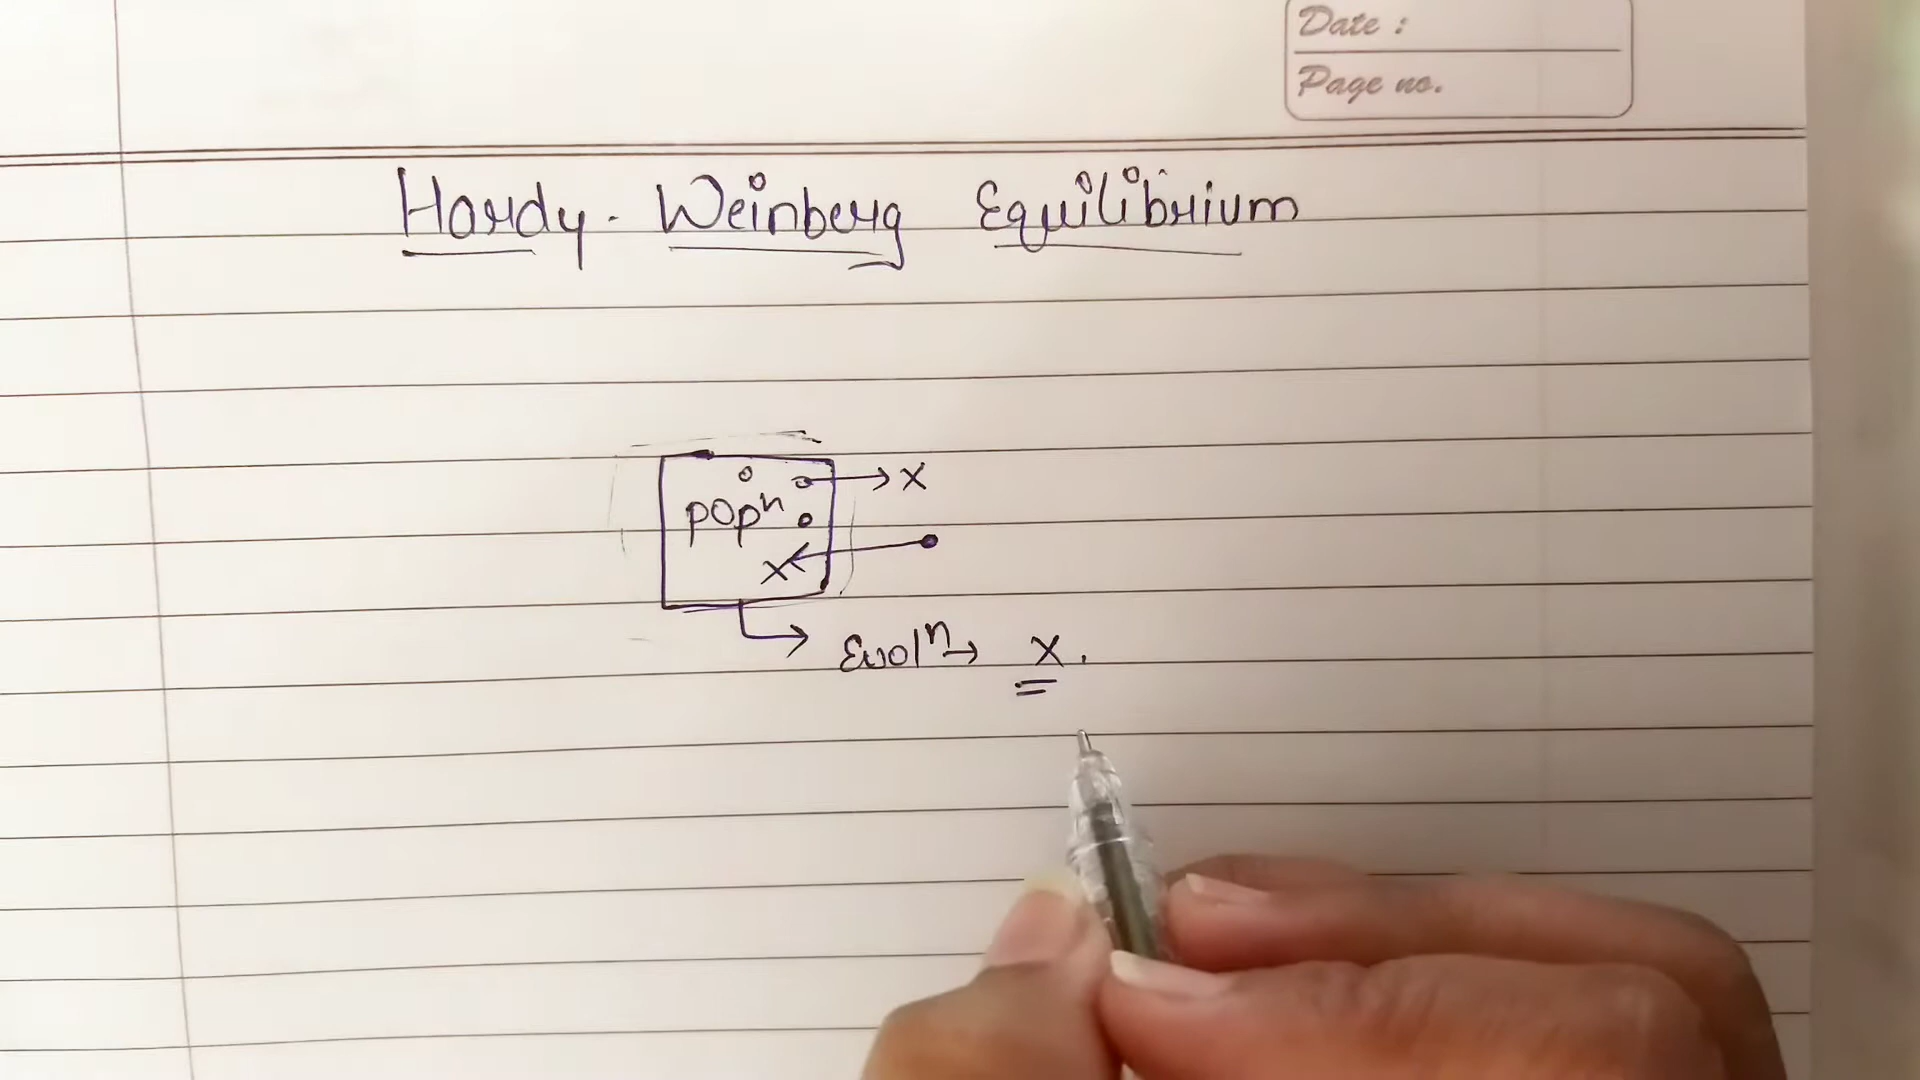 Date :
Page no.
Hardy - Weinberg Equilibrium
→ x
popⁿ
x
Evolⁿ → x .